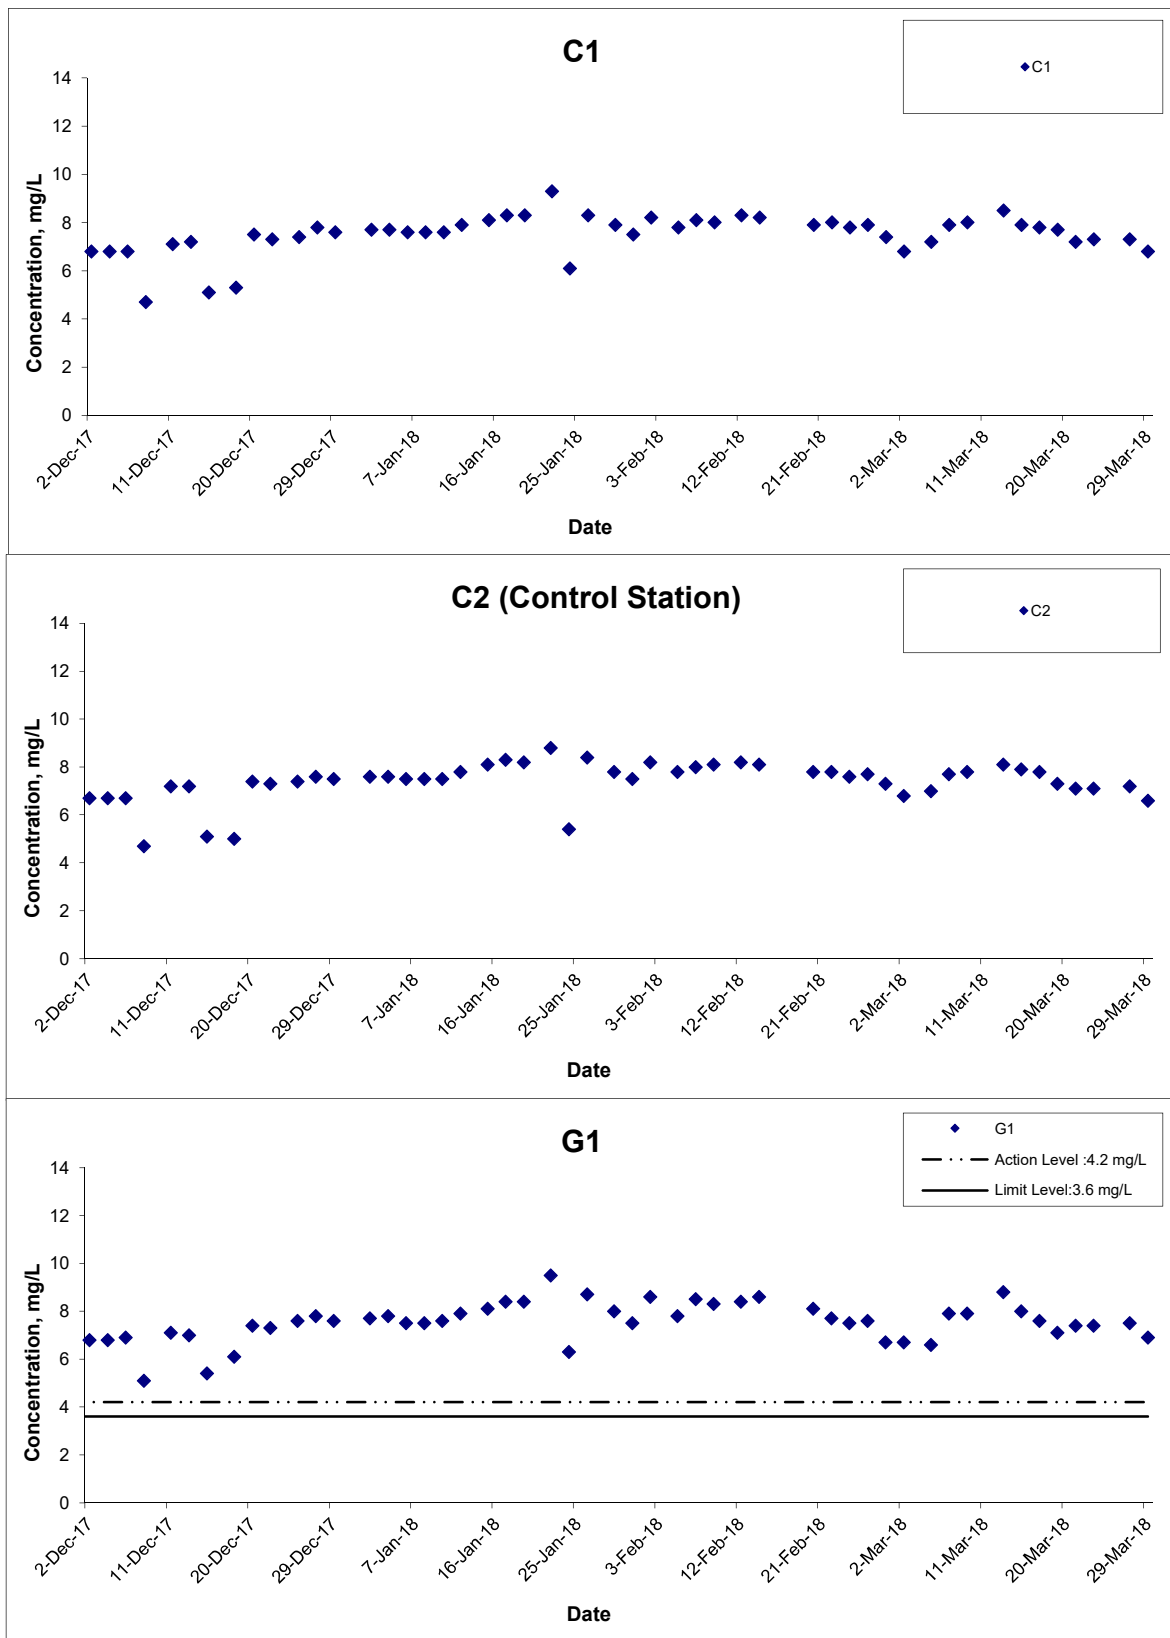 C1
C1
14
12
10
8
6
4
2
0
Concentration, mg/L
2-Dec-17
11-Dec-17
20-Dec-17
29-Dec-17
7-Jan-18
16-Jan-18
25-Jan-18
3-Feb-18
12-Feb-18
21-Feb-18
2-Mar-18
11-Mar-18
20-Mar-18
29-Mar-18
Date
C2 (Control Station)
C2
14
12
10
8
6
4
2
0
Concentration, mg/L
2-Dec-17
11-Dec-17
20-Dec-17
29-Dec-17
7-Jan-18
16-Jan-18
25-Jan-18
3-Feb-18
12-Feb-18
21-Feb-18
2-Mar-18
11-Mar-18
20-Mar-18
29-Mar-18
Date
G1
G1
Action Level :4.2 mg/L
Limit Level:3.6 mg/L
14
12
10
8
6
4
2
0
Concentration, mg/L
2-Dec-17
11-Dec-17
20-Dec-17
29-Dec-17
7-Jan-18
16-Jan-18
25-Jan-18
3-Feb-18
12-Feb-18
21-Feb-18
2-Mar-18
11-Mar-18
20-Mar-18
29-Mar-18
Date